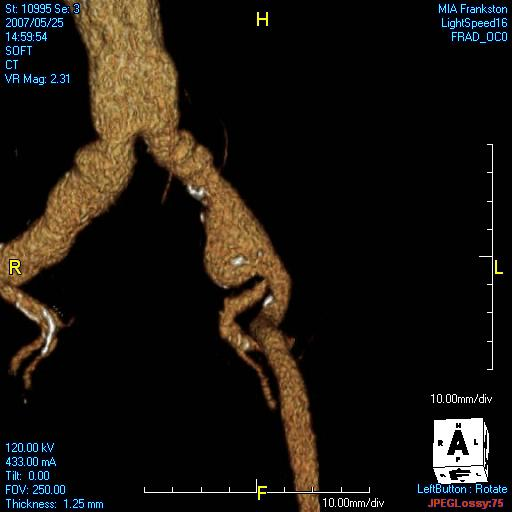 St: 10995 Se: 3
2007/05/25
14:59:54
SOFT
CT
VR Mag: 2.31
H
MIA Frankston
LightSpeed16
FRAD_OC0
R
L
10.00mm/div
H
R A L
F
120.00 kV
433.00 mA
Tilt: 0.00
FOV: 250.00
Thickness: 1.25 mm
F
10.00mm/div
LeftButton : Rotate
JPEGLossy:75